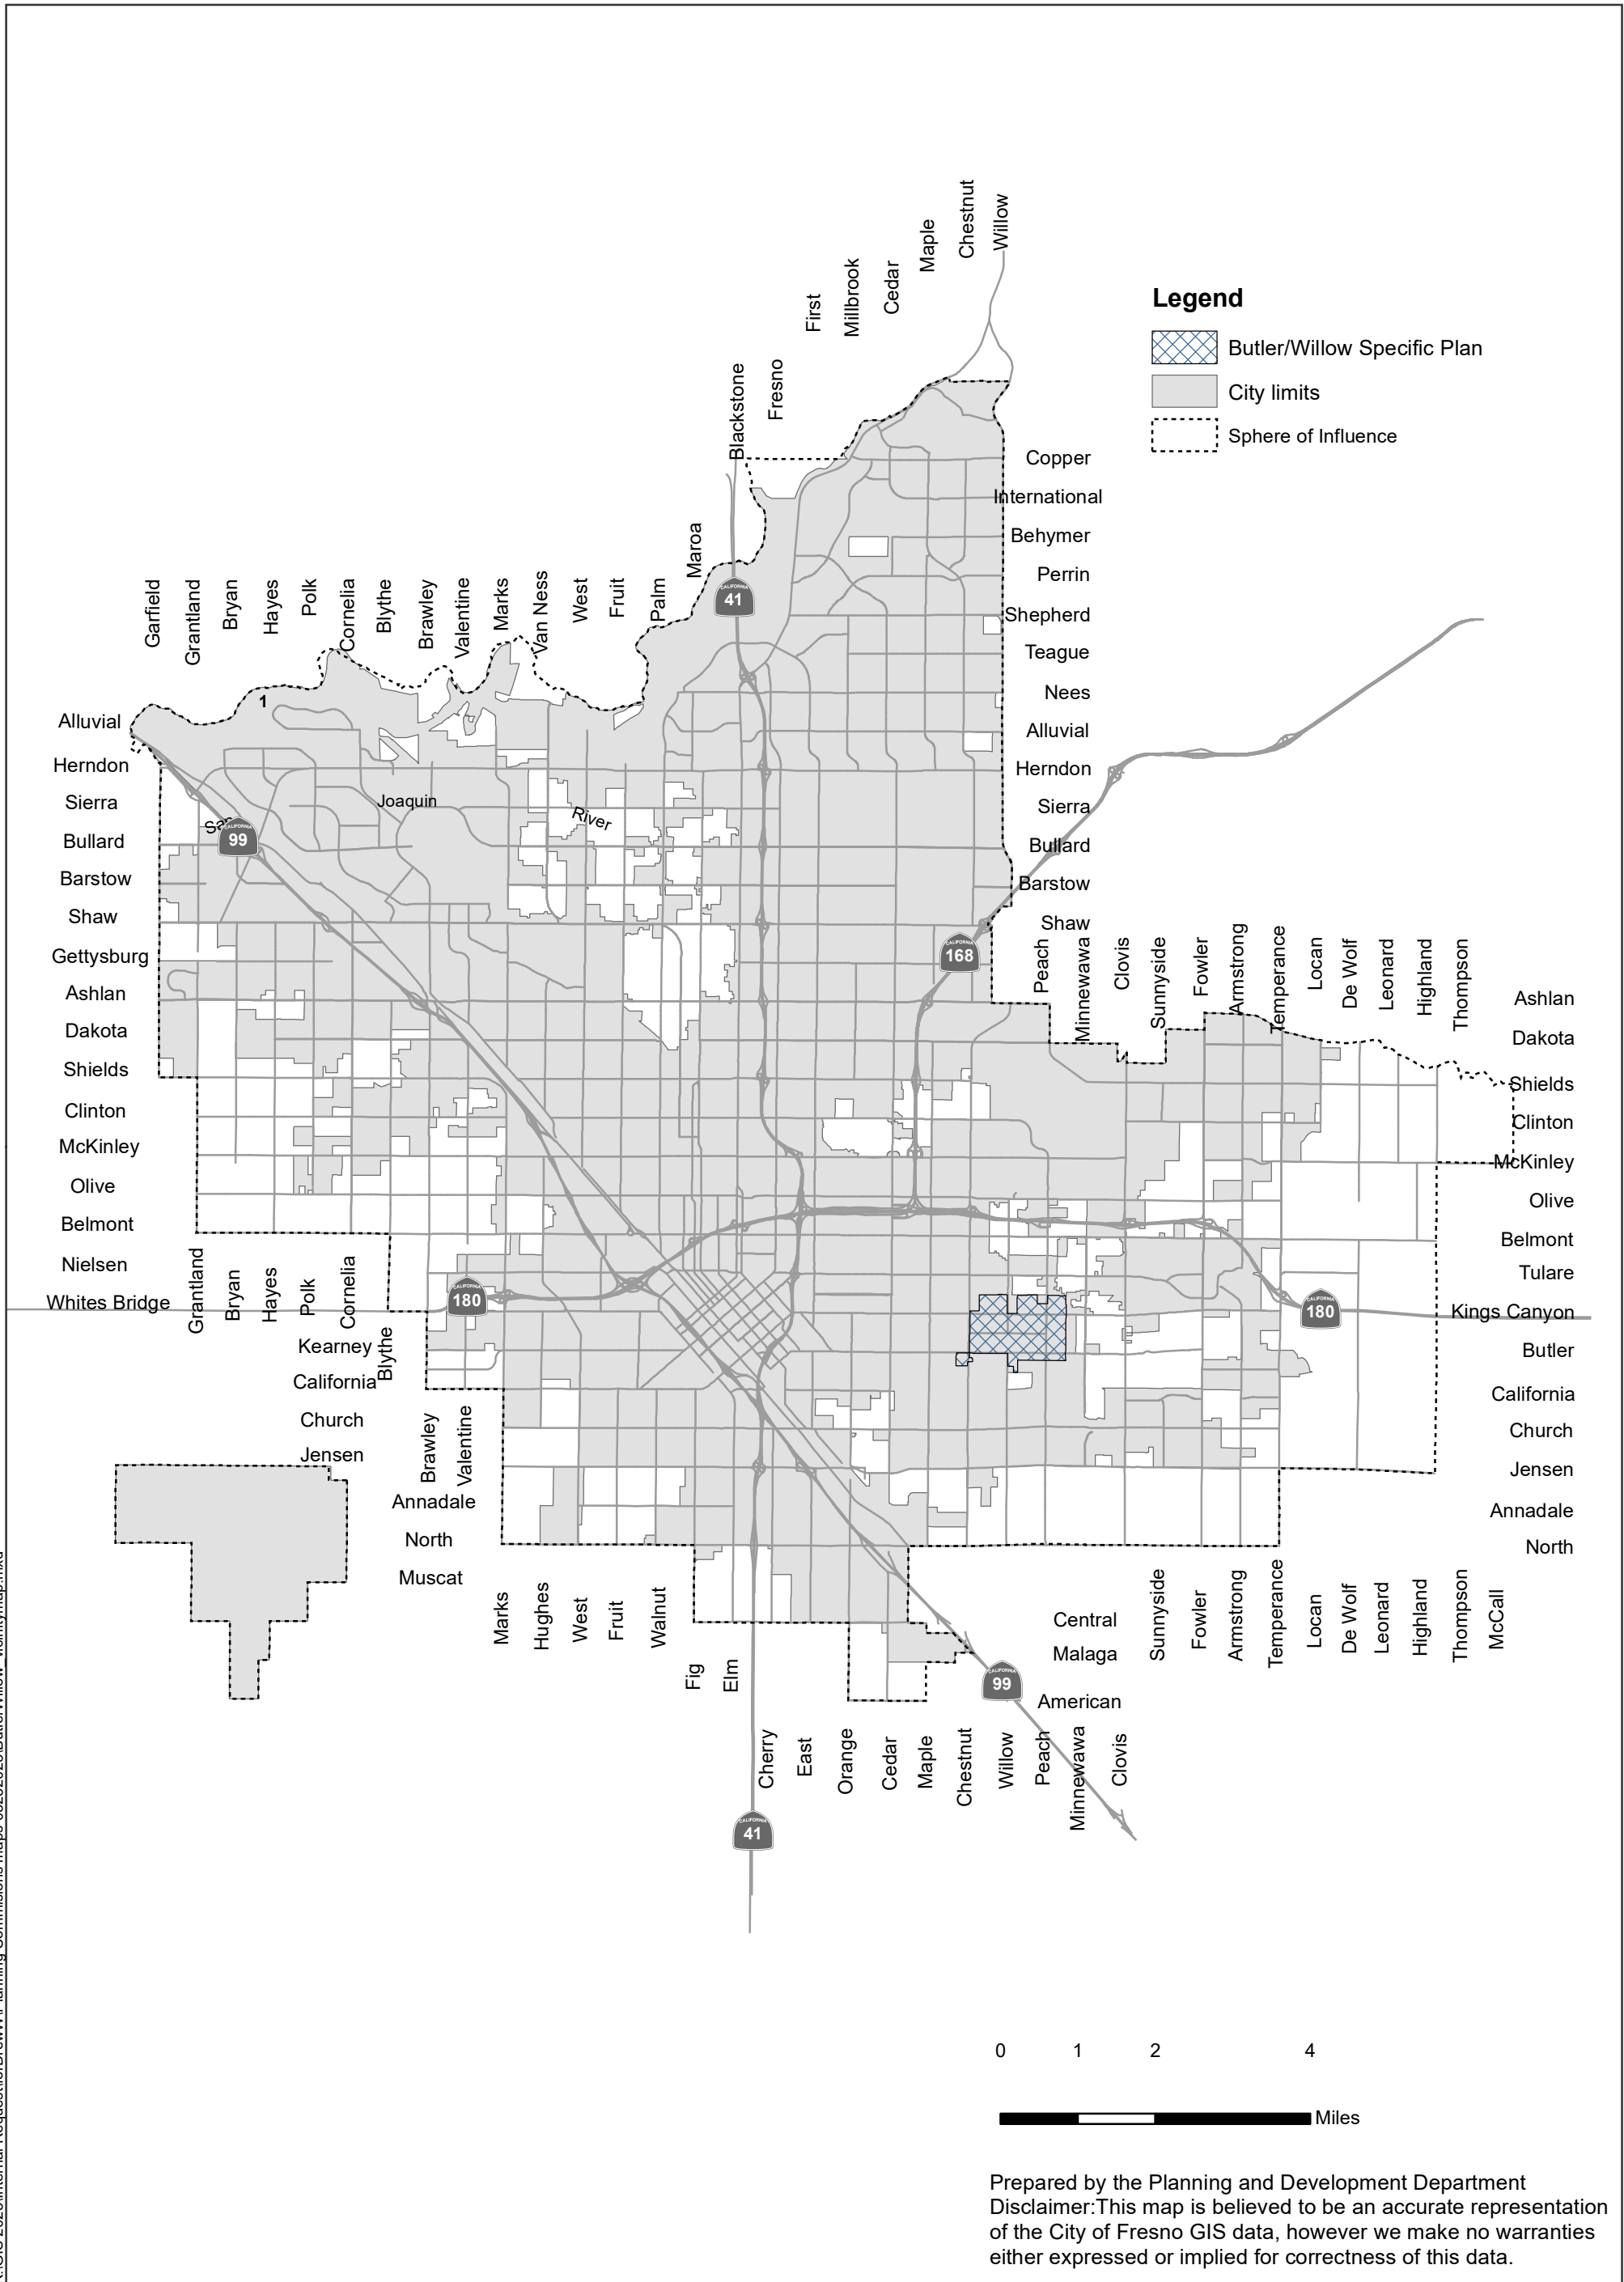 Chestnut
Willow
Maple
Cedar
Millbrook
First
Fresno
Blackstone
Legend
Butler/Willow Specific Plan
City limits
Sphere of Influence
Copper
International
Behymer
Perrin
Shepherd
Teague
Nees
Alluvial
Herndon
Sierra
Bullard
Barstow
Shaw
Maroa
CALIFORNIA
41
Garfield
Grantland
Bryan
Hayes
Polk
Cornelia
Blythe
Brawley
Valentine
Marks
Van Ness
West
Fruit
Palm
1
Alluvial
Herndon
Sierra
Bullard
Barstow
Shaw
Gettysburg
Ashlan
Dakota
Shields
Clinton
McKinley
Olive
Belmont
Nielsen
Whites Bridge
San
Joaquin
River
CALIFORNIA
99
CALIFORNIA
168
Peach
Minnewawa
Clovis
Sunnyside
Fowler
Armstrong
Temperance
Locan
De Wolf
Leonard
Highland
Thompson
Ashlan
Dakota
Shields
Clinton
McKinley
Olive
Belmont
Tulare
Kings Canyon
Butler
California
Church
Jensen
Annadale
North
Grantland
Bryan
Hayes
Polk
Cornelia
CALIFORNIA
180
CALIFORNIA
180
Kearney
Blythe
California
Church
Jensen
Brawley
Valentine
Annadale
North
Muscat
Marks
Hughes
West
Fruit
Walnut
Fig
Elm
Central
Malaga
American
Sunnyside
Fowler
Armstrong
Temperance
Locan
De Wolf
Leonard
Highland
Thompson
McCall
CALIFORNIA
99
Cherry
East
Orange
Cedar
Maple
Chestnut
Willow
Peach
Minnewawa
Clovis
CALIFORNIA
41
0 1 2 4
Miles
Prepared by the Planning and Development Department
Disclaimer:This map is believed to be an accurate representation
of the City of Fresno GIS data, however we make no warranties
either expressed or implied for correctness of this data.